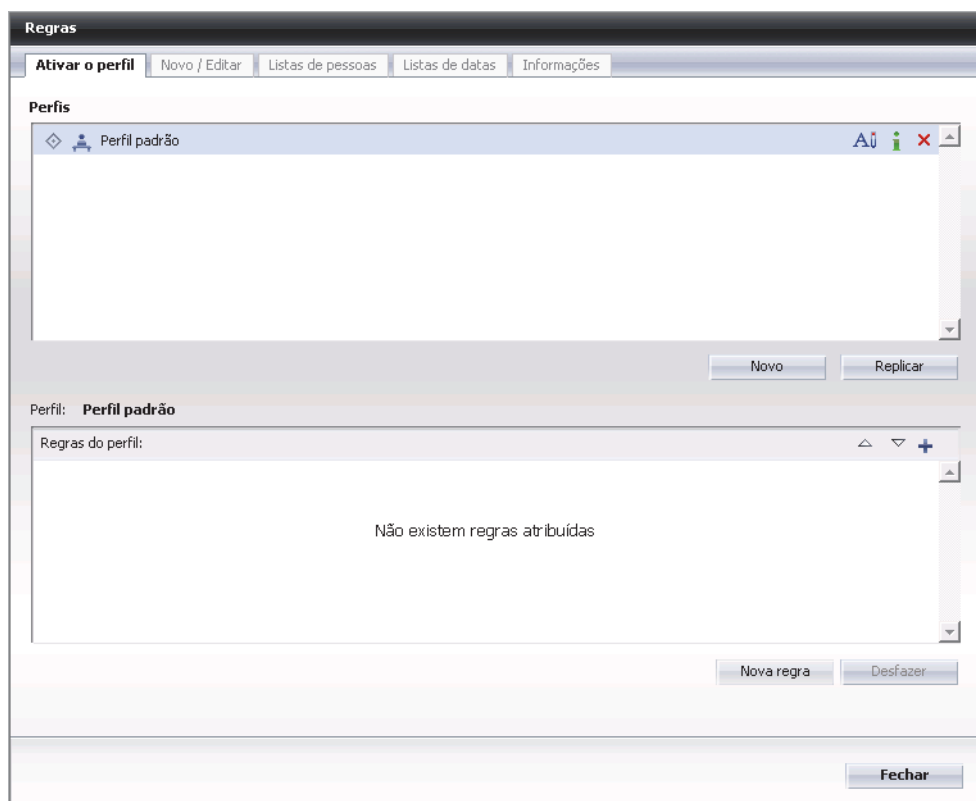 Regras
Ativar o perfil Novo / Editar Listas de pessoas Listas de datas Informações
Perfis
Perfil padrão
Novo Replicar
Perfil: Perfil padrão
Regras do perfil:
Não existem regras atribuídas
Nova regra Desfazer
Fechar